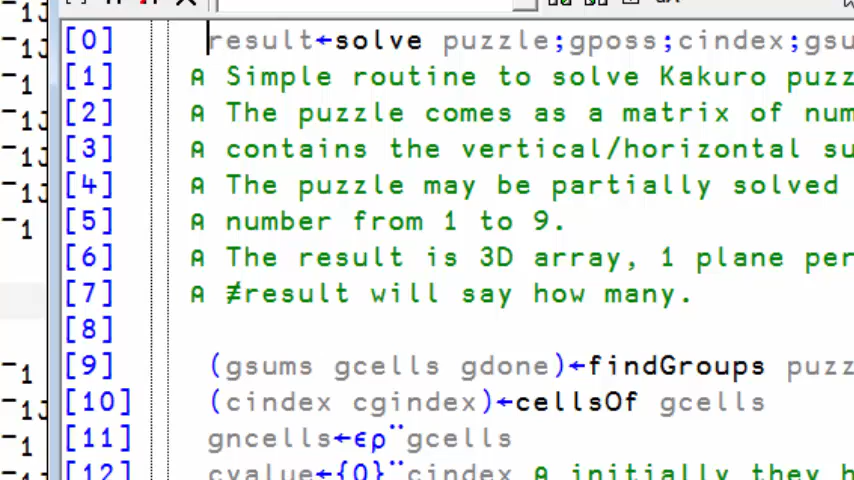 [0] result←solve puzzle;gposs;cindex;gsu
[1] ⍝ Simple routine to solve Kakuro puzz
[2] ⍝ The puzzle comes as a matrix of num
[3] ⍝ contains the vertical/horizontal su
[4] ⍝ The puzzle may be partially solved
[5] ⍝ number from 1 to 9.
[6] ⍝ The result is 3D array, 1 plane per
[7] ⍝ ≢result will say how many.
[8]
[9] (gsums gcells gdone)←findGroups puzz
[10] (cindex cgindex)←cellsOf gcells
[11] gncells←∊⍴¨gcells
[12] cvalue←{0}¨cindex ⍝ initially they h